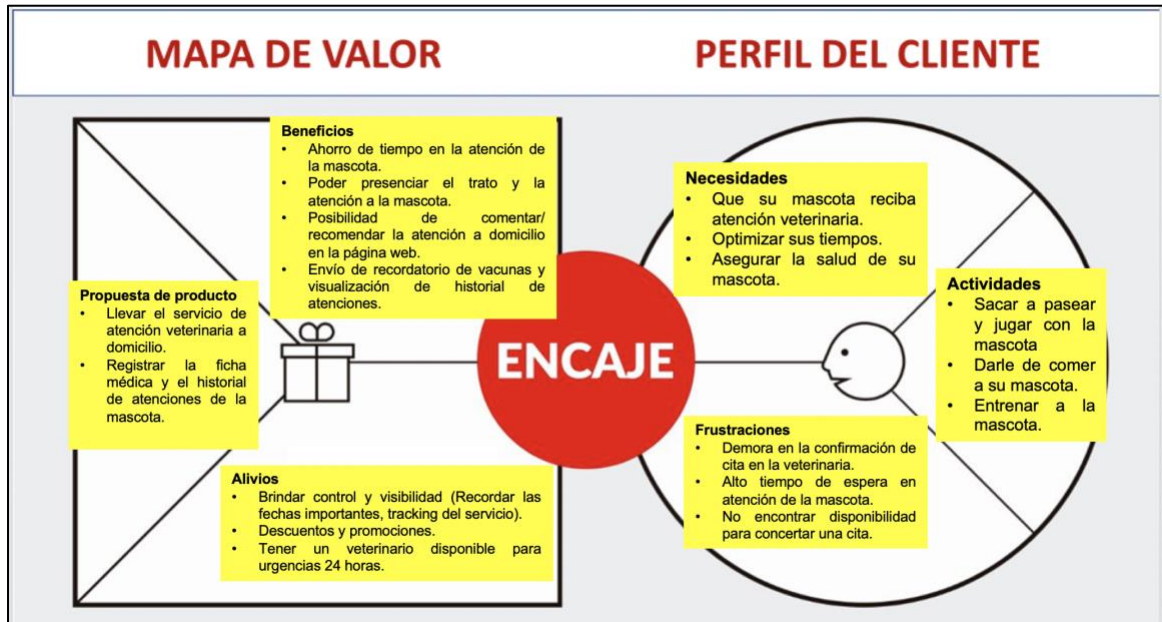 MAPA DE VALOR
PERFIL DEL CLIENTE
Beneficios
• Ahorro de tiempo en la atención de
la mascota.
• Poder presenciar el trato y la
atención a la mascota.
• Posibilidad de comentar/
recomendar la atención a domicilio
en la página web.
• Envío de recordatorio de vacunas y
visualización de historial de
atenciones.
Propuesta de producto
• Llevar el servicio de
atención veterinaria a
domicilio.
• Registrar la ficha
médica y el historial
de atenciones de la
mascota.
Alivios
• Brindar control y visibilidad (Recordar las
fechas importantes, tracking del servicio).
• Descuentos y promociones.
• Tener un veterinario disponible para
urgencias 24 horas.
ENCAJE
Necesidades
• Que su mascota reciba
atención veterinaria.
• Optimizar sus tiempos.
• Asegurar la salud de su
mascota.
Actividades
• Sacar a pasear
y jugar con la
mascota
• Darle de comer
a su mascota.
• Entrenar a la
mascota.
Frustraciones
• Demora en la confirmación de
cita en la veterinaria.
• Alto tiempo de espera en
atención de la mascota.
• No encontrar disponibilidad
para concertar una cita.